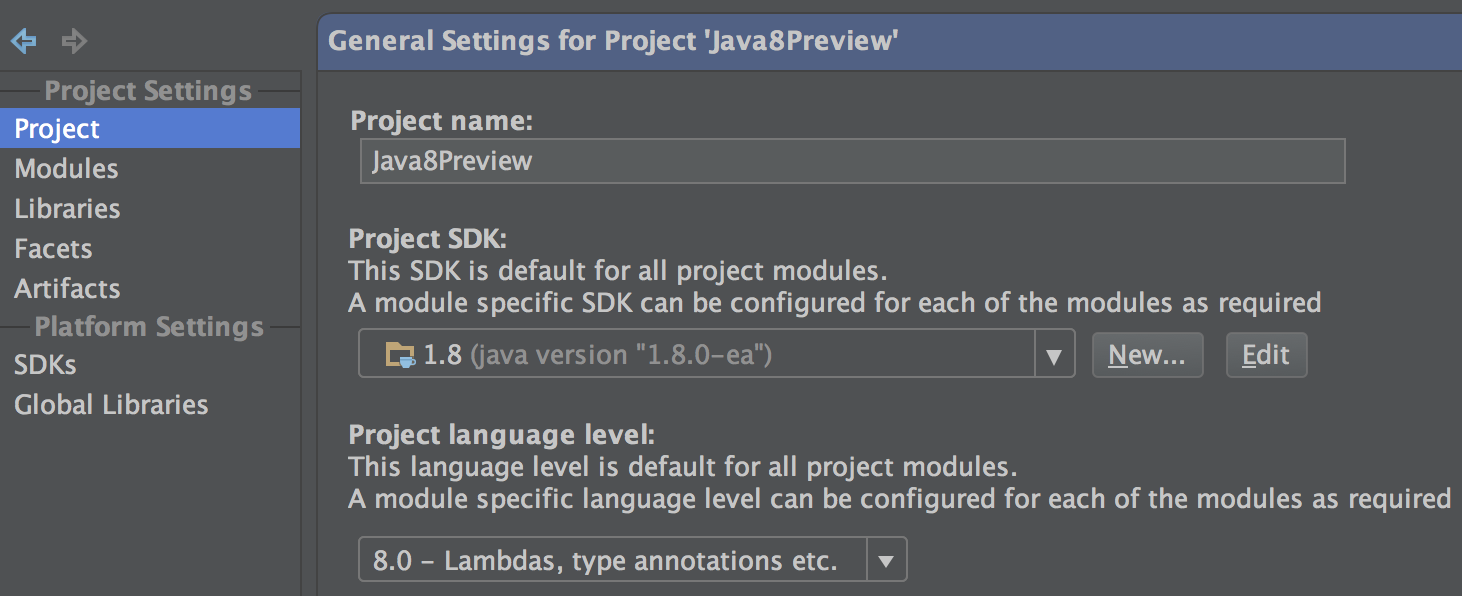 General Settings for Project 'Java8Preview'
Project Settings
Project
Modules
Libraries
Facets
Artifacts
Platform Settings
SDKs
Global Libraries
Project name:
Java8Preview
Project SDK:
This SDK is default for all project modules.
A module specific SDK can be configured for each of the modules as required
1.8 (java version "1.8.0-ea")
New...
Edit
Project language level:
This language level is default for all project modules.
A module specific language level can be configured for each of the modules as required
8.0 – Lambdas, type annotations etc.